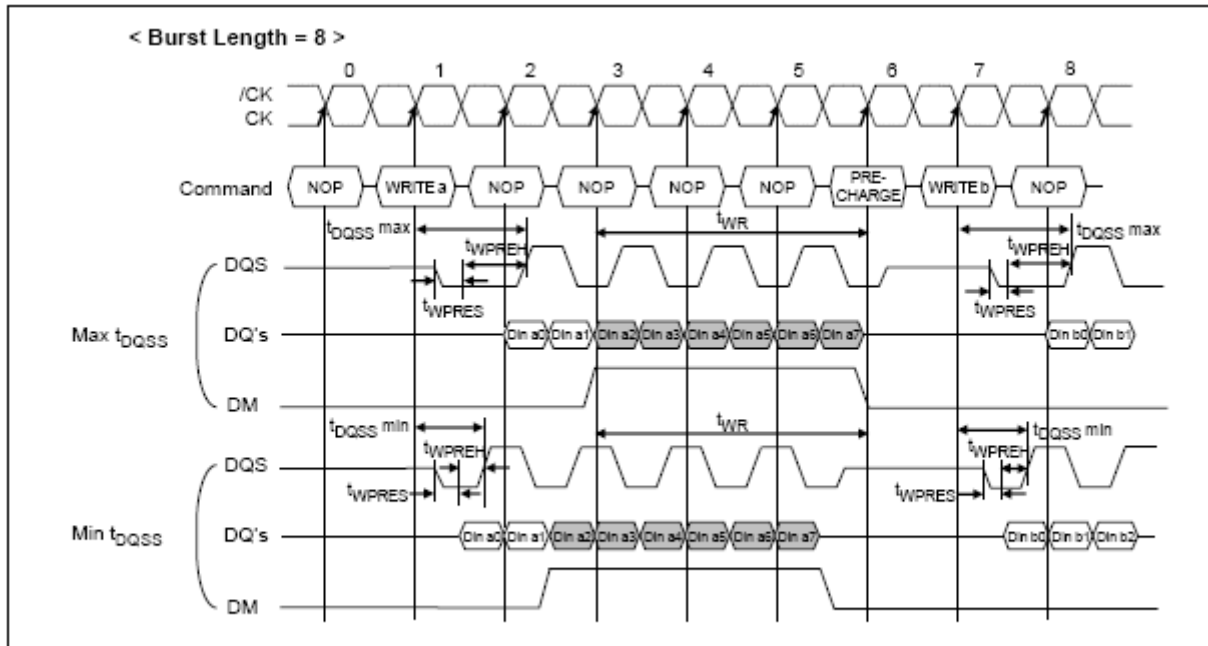 < Burst Length = 8 >
0 1 2 3 4 5 6 7 8
/CK
CK
Command NOP WRITE a NOP NOP NOP NOP PRE-CHARGE WRITE b NOP
tDQSS max tWR tDQSS max
tWPREH tWPREH
DQS
tWPRES tWPRES
Max tDQSS DQ's Din a0 Din a1 Din a2 Din a3 Din a4 Din a5 Din a6 Din a7 Din b0 Din b1
DM
tDQSS min tWR tDQSS min
tWPREH tWPREH
DQS
tWPRES tWPRES
Min tDQSS DQ's Din a0 Din a1 Din a2 Din a3 Din a4 Din a5 Din a6 Din a7 Din b0 Din b1 Din b2
DM